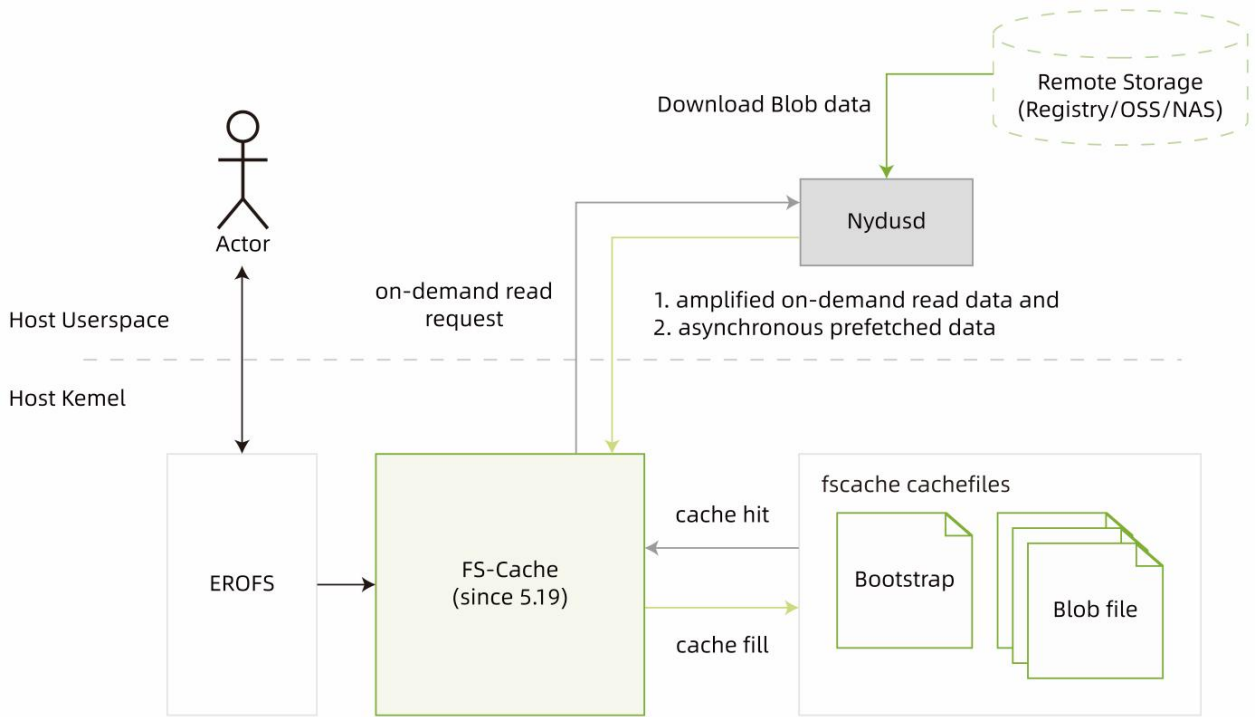 Remote Storage
(Registry/OSS/NAS)
Download Blob data
Nydusd
Actor
on-demand read
request
1. amplified on-demand read data and
2. asynchronous prefetched data
Host Userspace
Host Kernel
fscache cachefiles
cache hit
EROFS
FS-Cache
(since 5.19)
Bootstrap
Blob file
cache fill